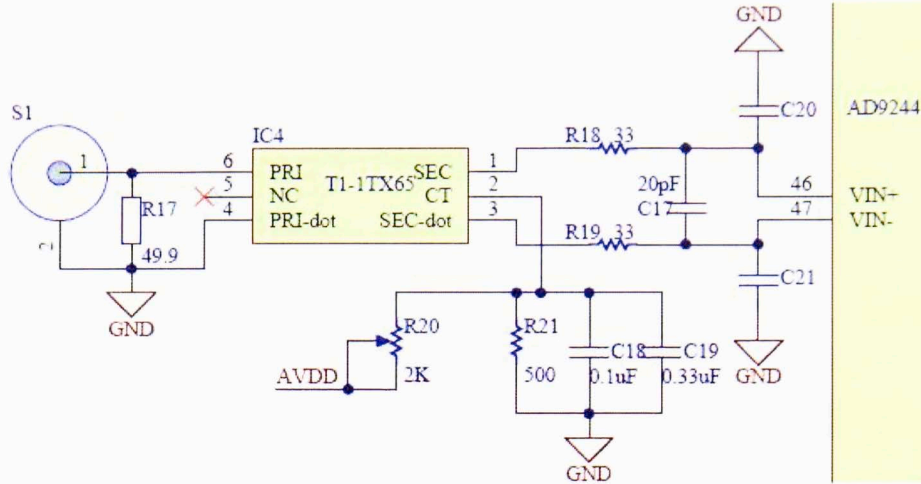 GND
S1
C20
AD9244
IC4
R18 33
1
6
PRI
SEC
1
5
NC
T1-1TX65
CT
2
20pF
46
VIN+
4
PRI-dot
SEC-dot
3
C17
47
VIN-
R17
R19 33
2
49.9
C21
GND
R20
R21
C18
C19
GND
AVDD
2K
500
0.1uF
0.33uF
GND